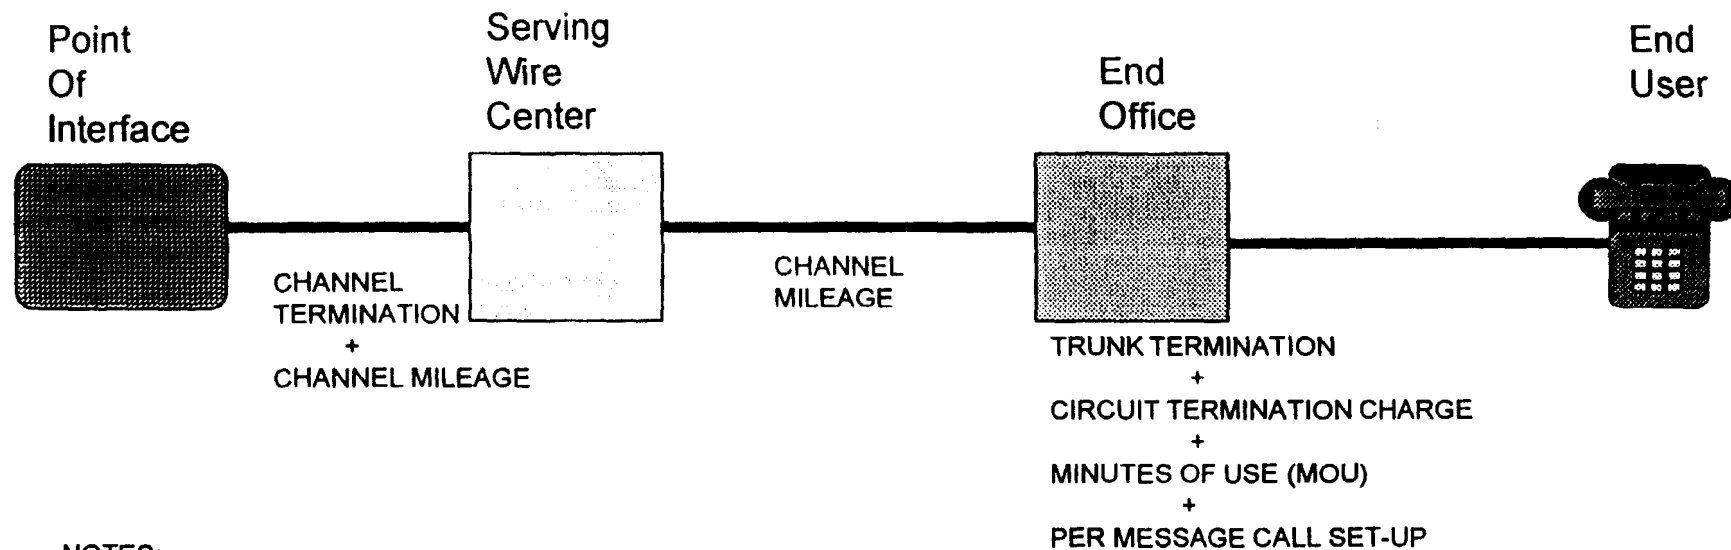 Point
Of
Interface
Serving
Wire
Center
End
Office
End
User
CHANNEL
TERMINATION
+
CHANNEL MILEAGE
CHANNEL
MILEAGE
TRUNK TERMINATION
+
CIRCUIT TERMINATION CHARGE
+
MINUTES OF USE (MOU)
+
PER MESSAGE CALL SET-UP
NOTES: